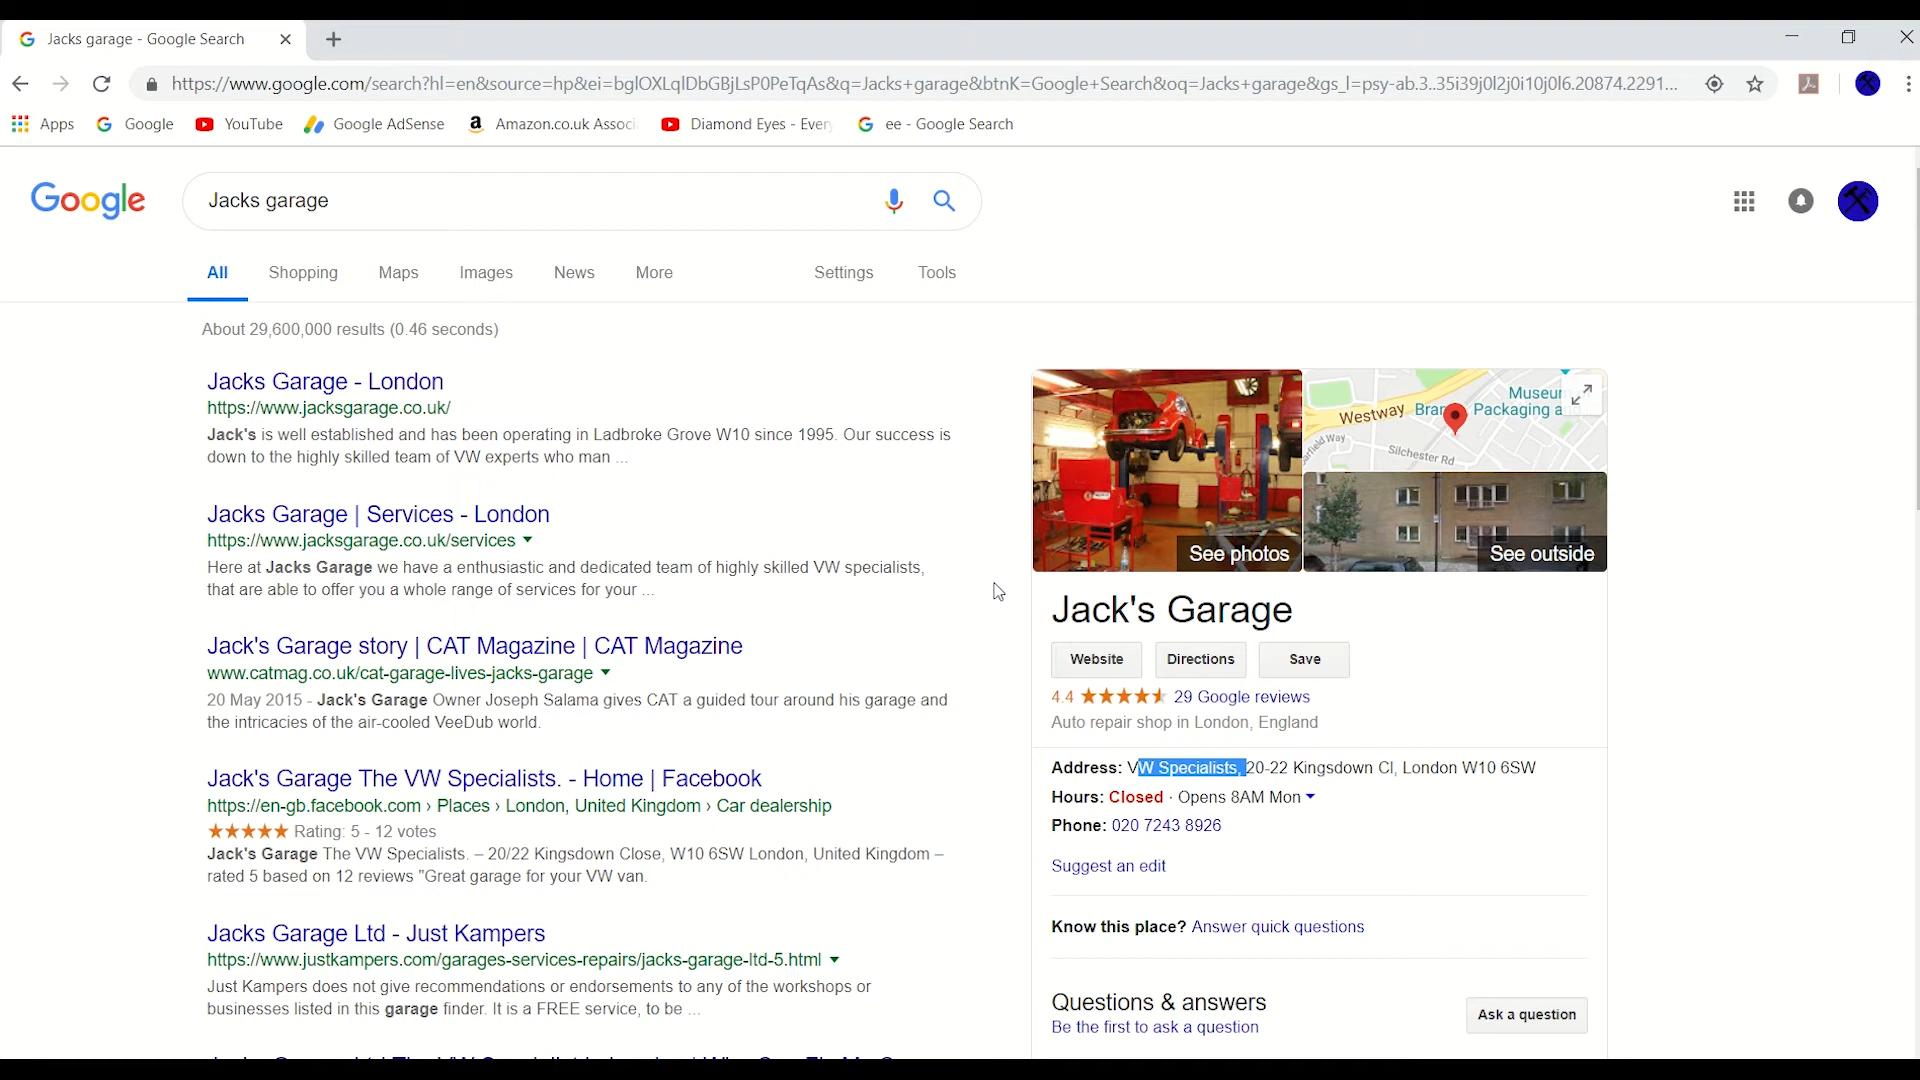 Jacks garage - Google Search
https://www.google.com/search?hl=en&source=hp&ei=bglOXLqlDbGBjLsP0PeTqAs&q=Jacks+garage&btnK=Google+Search&oq=Jacks+garage&gs_l=psy-ab.3..35i39j0l2j0i10j0l6.20874.2291...
Apps Google YouTube Google AdSense Amazon.co.uk Associ Diamond Eyes - Ever ee - Google Search
Google Jacks garage
All Shopping Maps Images News More Settings Tools
About 29,600,000 results (0.46 seconds)
Jacks Garage - London
https://www.jacksgarage.co.uk/
Jack's is well established and has been operating in Ladbroke Grove W10 since 1995. Our success is
down to the highly skilled team of VW experts who man ...
Jacks Garage | Services - London
https://www.jacksgarage.co.uk/services
Here at Jacks Garage we have a enthusiastic and dedicated team of highly skilled VW specialists,
that are able to offer you a whole range of services for your ...
Jack's Garage story | CAT Magazine | CAT Magazine
www.catmag.co.uk/cat-garage-lives-jacks-garage
20 May 2015 - Jack's Garage Owner Joseph Salama gives CAT a guided tour around his garage and
the intricacies of the air-cooled VeeDub world.
Jack's Garage The VW Specialists. - Home | Facebook
https://en-gb.facebook.com › Places › London, United Kingdom › Car dealership
Rating: 5 - 12 votes
Jack's Garage The VW Specialists. – 20/22 Kingsdown Close, W10 6SW London, United Kingdom –
rated 5 based on 12 reviews "Great garage for your VW van.
Jacks Garage Ltd - Just Kampers
https://www.justkampers.com/garages-services-repairs/jacks-garage-ltd-5.html
Just Kampers does not give recommendations or endorsements to any of the workshops or
businesses listed in this garage finder. It is a FREE service, to be ...
Museum
Westway Bran Packaging a
Silchester Rd
See photos
See outside
Jack's Garage
Website Directions Save
4.4 29 Google reviews
Auto repair shop in London, England
Address: VW Specialists, 20-22 Kingsdown Cl, London W10 6SW
Hours: Closed · Opens 8AM Mon
Phone: 020 7243 8926
Suggest an edit
Know this place? Answer quick questions
Questions & answers
Be the first to ask a question
Ask a question